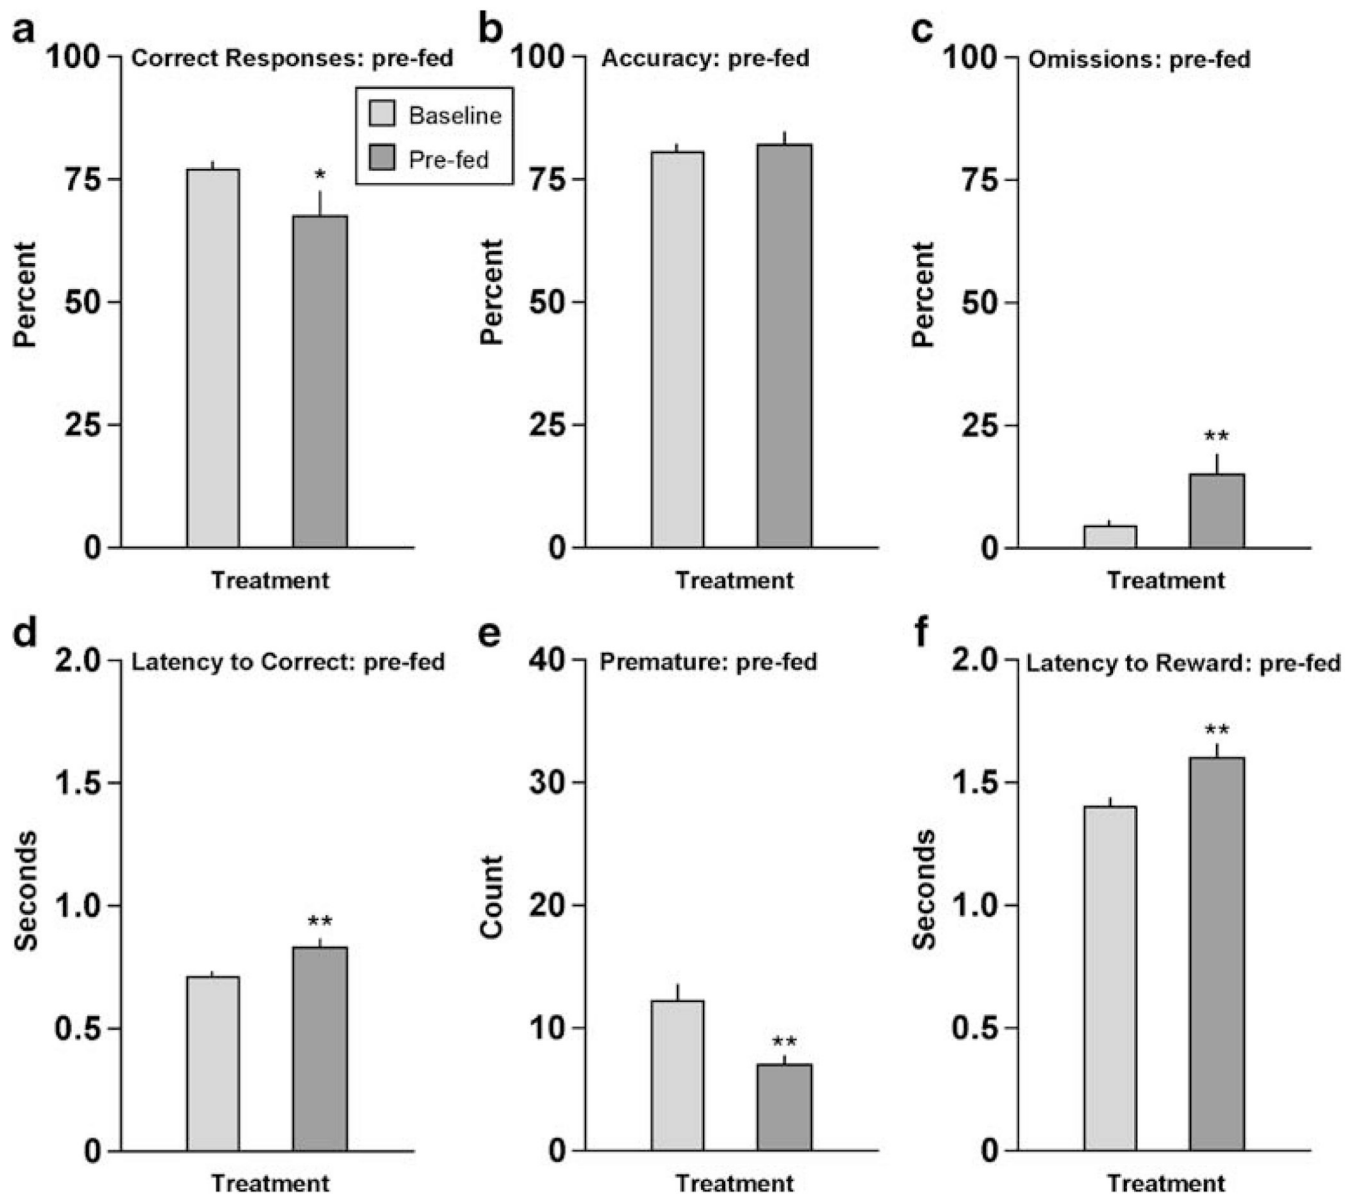 a
100
Correct Responses: pre-fed
Baseline
Pre-fed
*
75
50
25
0
Percent
Treatment
b
100
Accuracy: pre-fed
75
50
25
0
Percent
Treatment
c
100
Omissions: pre-fed
75
50
25
0
**
Percent
Treatment
d
2.0
Latency to Correct: pre-fed
1.5
1.0
0.5
0
**
Seconds
Treatment
e
40
Premature: pre-fed
30
20
10
0
**
Count
Treatment
f
2.0
Latency to Reward: pre-fed
1.5
1.0
0.5
0
**
Seconds
Treatment